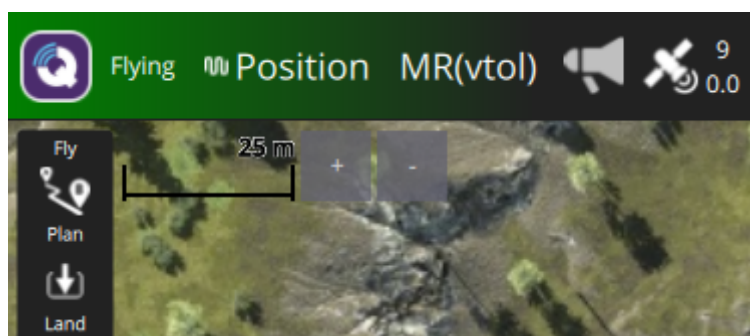 Flying Position MR(vtol) 9
0.0
Fly
25 m + -
Plan
Land